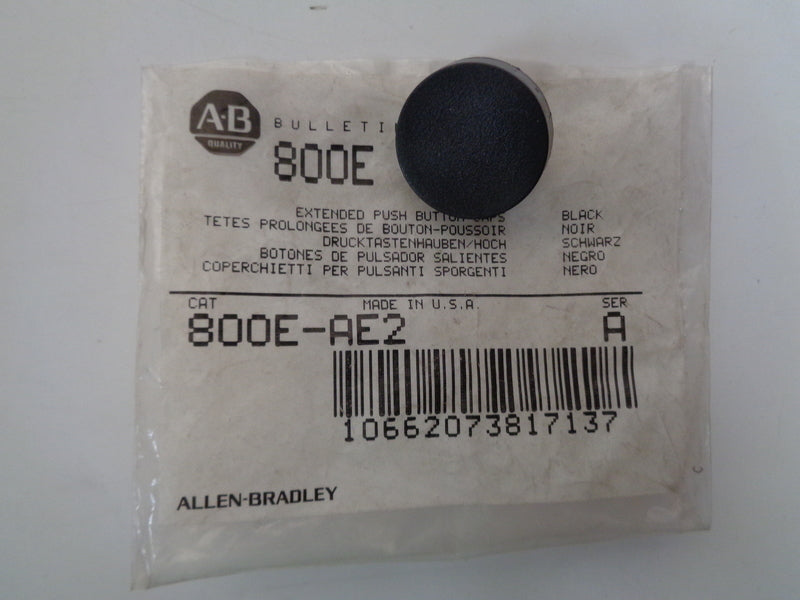 A·B
QUALITY
BULLETI
800E
EXTENDED PUSH BUTTON CAPS BLACK
TETES PROLONGEES DE BOUTON-POUSSOIR NOIR
DRUCKTASTENHAUBEN/HOCH SCHWARZ
BOTONES DE PULSADOR SALIENTES NEGRO
COPERCHIETTI PER PULSANTI SPORGENTI NERO
CAT MADE IN U.S.A. SER
800E-AE2 A
10662073817137
ALLEN-BRADLEY